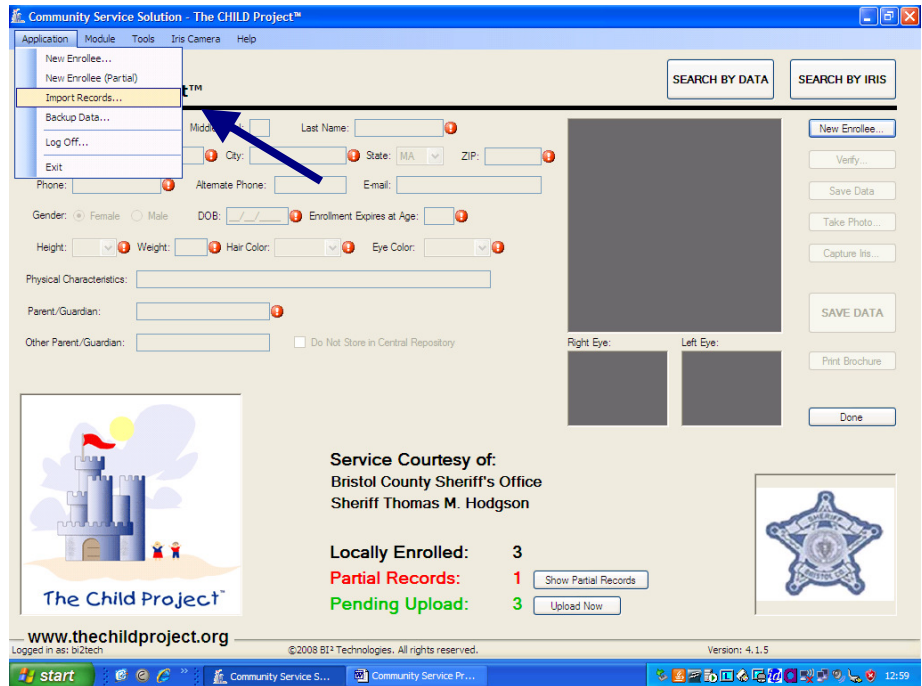 Community Service Solution - The CHILD Project™
Application Module Tools Iris Camera Help
New Enrollee...
New Enrollee (Partial)
Import Records...
Backup Data...
Log Off...
Exit
SEARCH BY DATA SEARCH BY IRIS
Last Name:
New Enrollee...
City: State: MA ZIP:
Verify...
Phone: Alternate Phone: E-mail:
Save Data
Gender: Female Male DOB: __/__/____ Enrollment Expires at Age:
Take Photo...
Height: Weight: Hair Color: Eye Color:
Capture Iris...
Physical Characteristics:
Parent/Guardian:
SAVE DATA
Other Parent/Guardian: Do Not Store in Central Repository
Right Eye: Left Eye:
Print Brochure
Done
Service Courtesy of:
Bristol County Sheriff's Office
Sheriff Thomas M. Hodgson
Locally Enrolled: 3
Partial Records: 1 Show Partial Records
Pending Upload: 3 Upload Now
The Child Project™
SHERIFF
BRISTOL CO.
www.thechildproject.org
Logged in as: bi2tech ©2008 BI² Technologies. All rights reserved. Version: 4.1.5
start Community Service S... Community Service Pr... 12:59